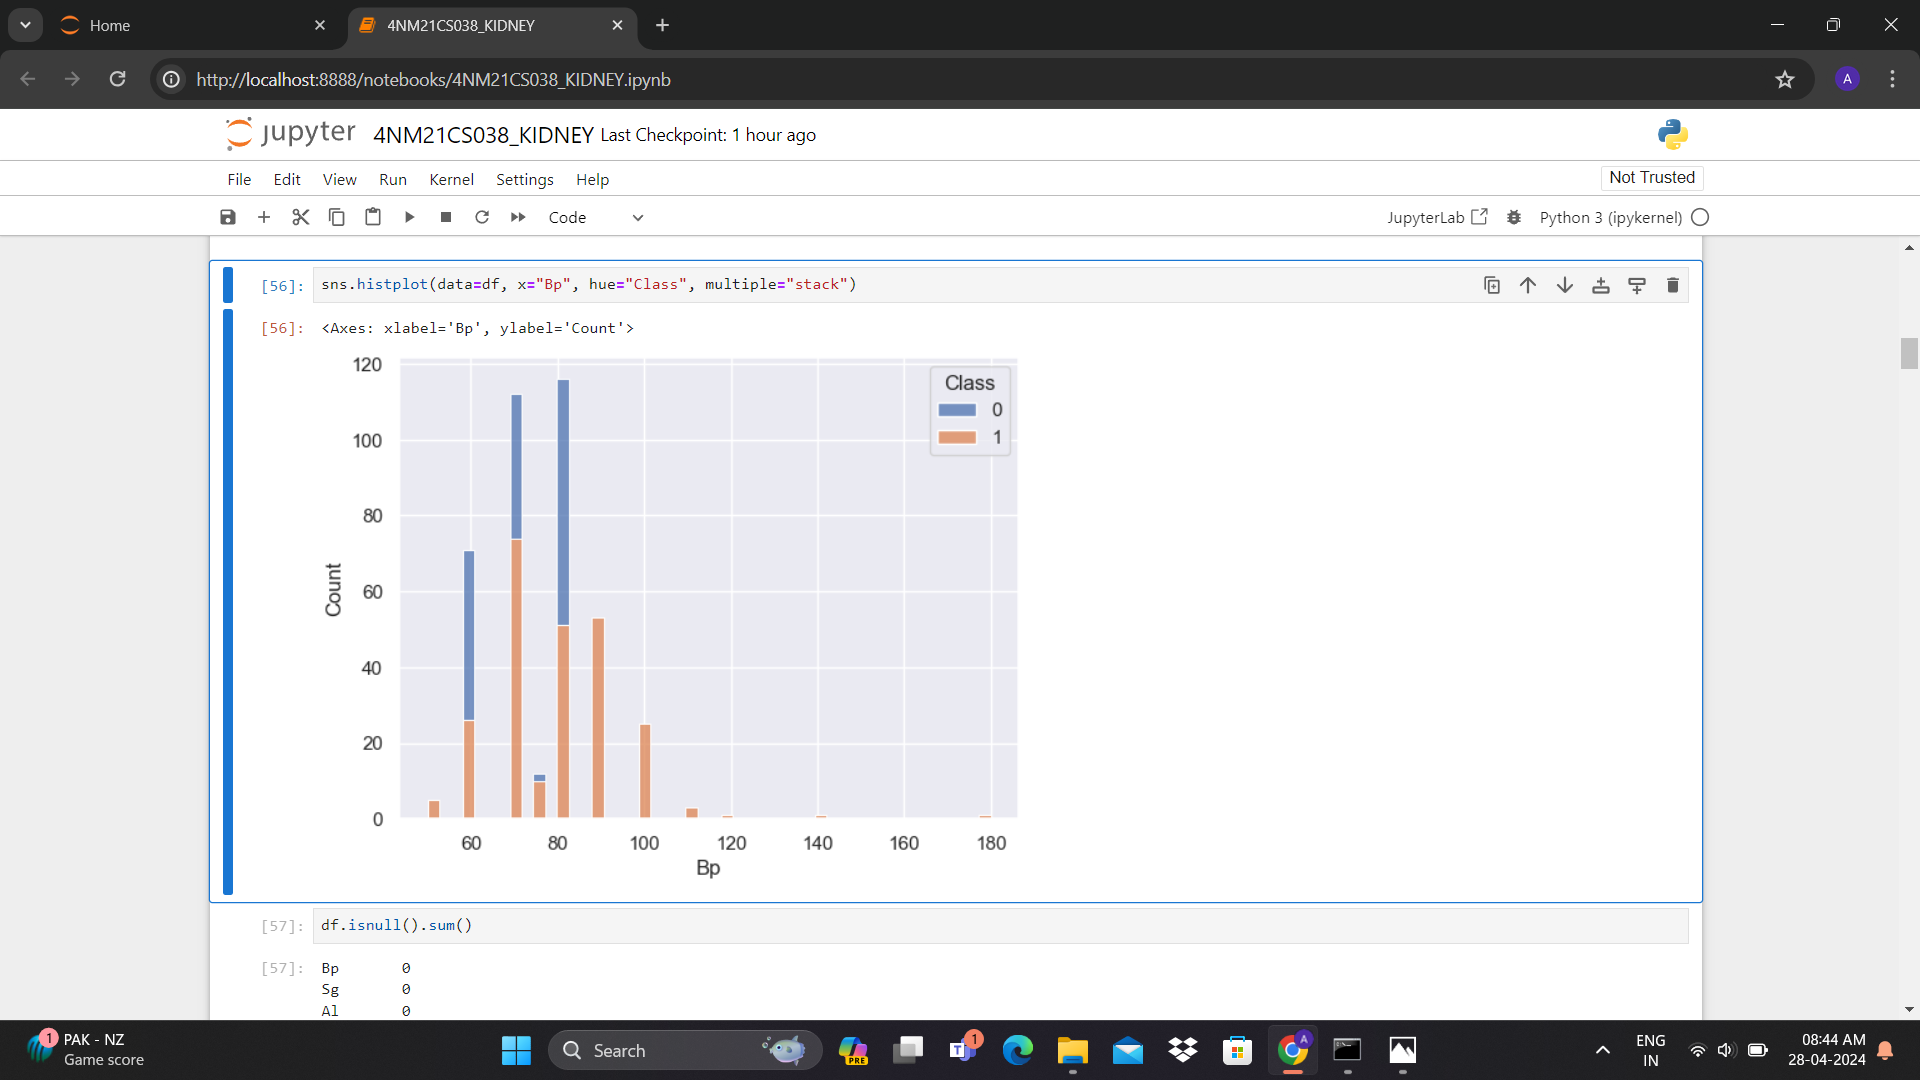 Home
4NM21CS038_KIDNEY
http://localhost:8888/notebooks/4NM21CS038_KIDNEY.ipynb
A
jupyter 4NM21CS038_KIDNEY Last Checkpoint: 1 hour ago
File Edit View Run Kernel Settings Help
Not Trusted
Code
JupyterLab
Python 3 (ipykernel)
[56]: sns.histplot(data=df, x="Bp", hue="Class", multiple="stack")
[56]: <Axes: xlabel='Bp', ylabel='Count'>
120
100
80
60
40
20
0
Count
Class
0
1
60 80 100 120 140 160 180
Bp
[57]: df.isnull().sum()
[57]: Bp 0
Sg 0
Al 0
1
PAK - NZ
Game score
Search
PRE
T
1
A
ENG
IN
08:44 AM
28-04-2024